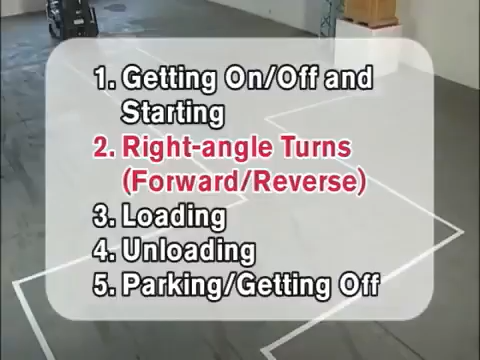 1. Getting On/Off and
Starting
2. Right-angle Turns
(Forward/Reverse)
3. Loading
4. Unloading
5. Parking/Getting Off